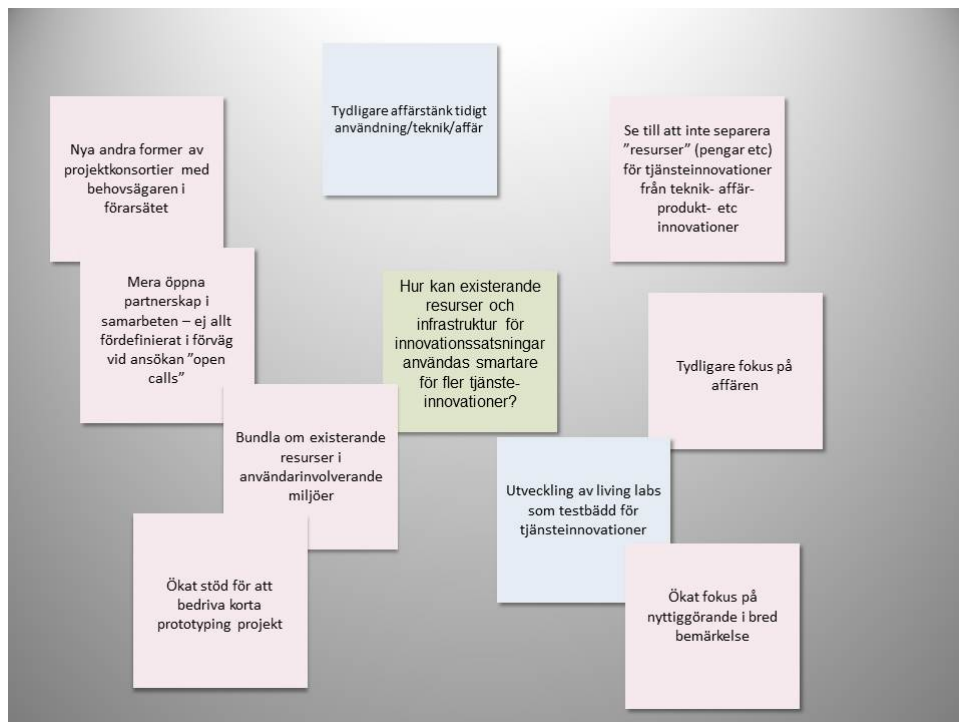 Tydligare affärstänk tidigt
användning/teknik/affär
Nya andra former av
projektkonsortier med
behovsägaren i
förarsätet
Se till att inte separera
”resurser” (pengar etc)
för tjänsteinnovationer
från teknik- affär-
produkt- etc
innovationer
Mera öppna
partnerskap i
samarbeten – ej allt
fördefinierat i förväg
vid ansökan ”open
calls”
Hur kan existerande
resurser och
infrastruktur för
innovationssatsningar
användas smartare
för fler tjänste-
innovationer?
Tydligare fokus på
affären
Bundla om existerande
resurser i
användarinvolverande
miljöer
Utveckling av living labs
som testbädd för
tjänsteinnovationer
Ökat stöd för att
bedriva korta
prototyping projekt
Ökat fokus på
nyttiggörande i bred
bemärkelse